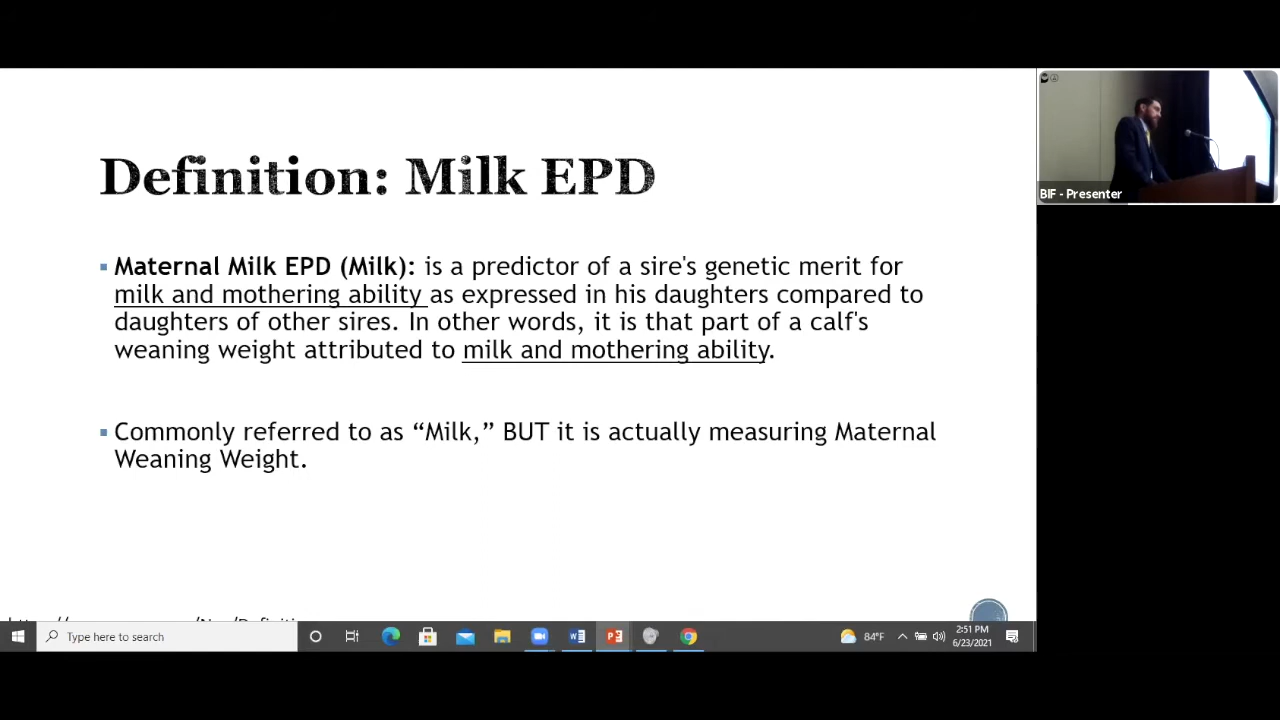 Definition: Milk EPD
▪ Maternal Milk EPD (Milk): is a predictor of a sire's genetic merit for
milk and mothering ability as expressed in his daughters compared to
daughters of other sires. In other words, it is that part of a calf's
weaning weight attributed to milk and mothering ability.
▪ Commonly referred to as “Milk,” BUT it is actually measuring Maternal
Weaning Weight.
BIF - Presenter
Type here to search
84°F
2:51 PM
6/23/2021